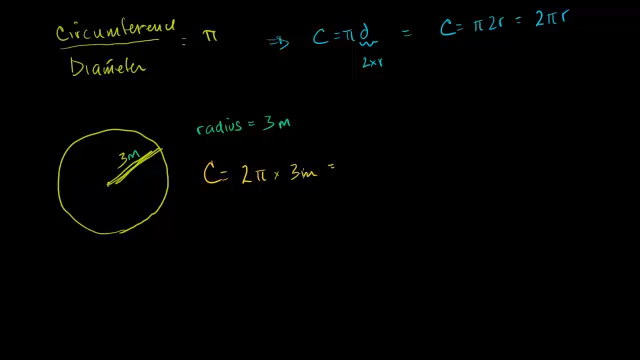 Circumference / Diameter = π ⇒ C = πd = C = π2r = 2πr
2×r
radius = 3m
3m
C = 2π × 3m =